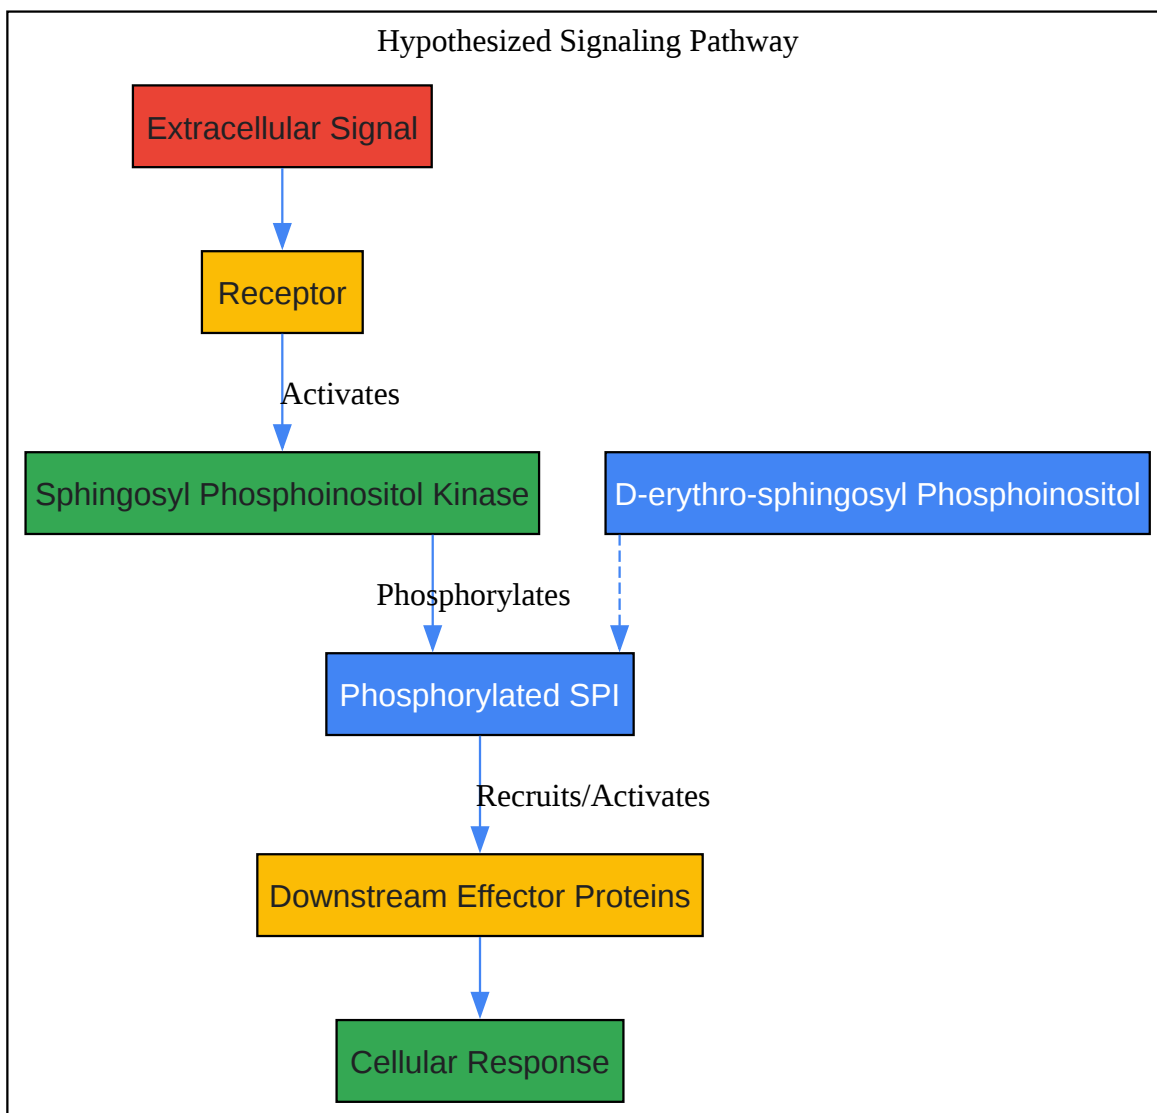 Hypothesized Signaling Pathway
Extracellular Signal
Receptor
Activates
Sphingosyl Phosphoinositol Kinase
D-erythro-sphingosyl Phosphoinositol
Phosphorylates
Phosphorylated SPI
Recruits/Activates
Downstream Effector Proteins
Cellular Response